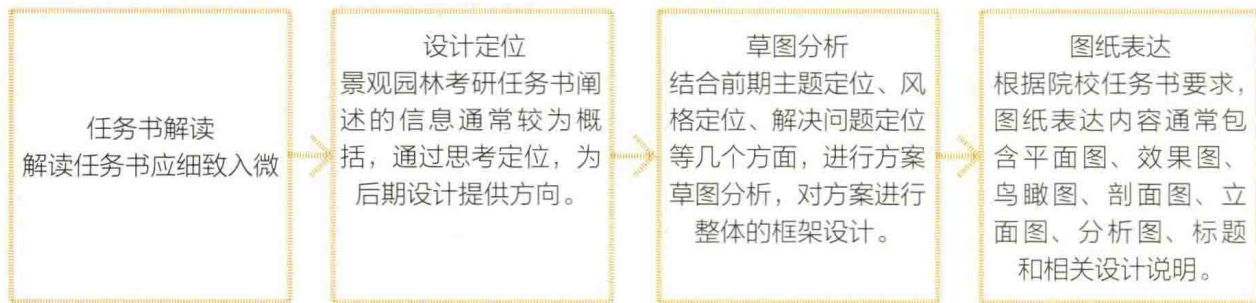 任务书解读
解读任务书应细致入微
设计定位
景观园林考研任务书阐
述的信息通常较为概
括，通过思考定位，为
后期设计提供方向。
草图分析
结合前期主题定位、风
格定位、解决问题定位
等几个方面，进行方案
草图分析，对方案进行
整体的框架设计。
图纸表达
根据院校任务书要求，
图纸表达内容通常包
含平面图、效果图、
鸟瞰图、剖面图、立
面图、分析图、标题
和相关设计说明。